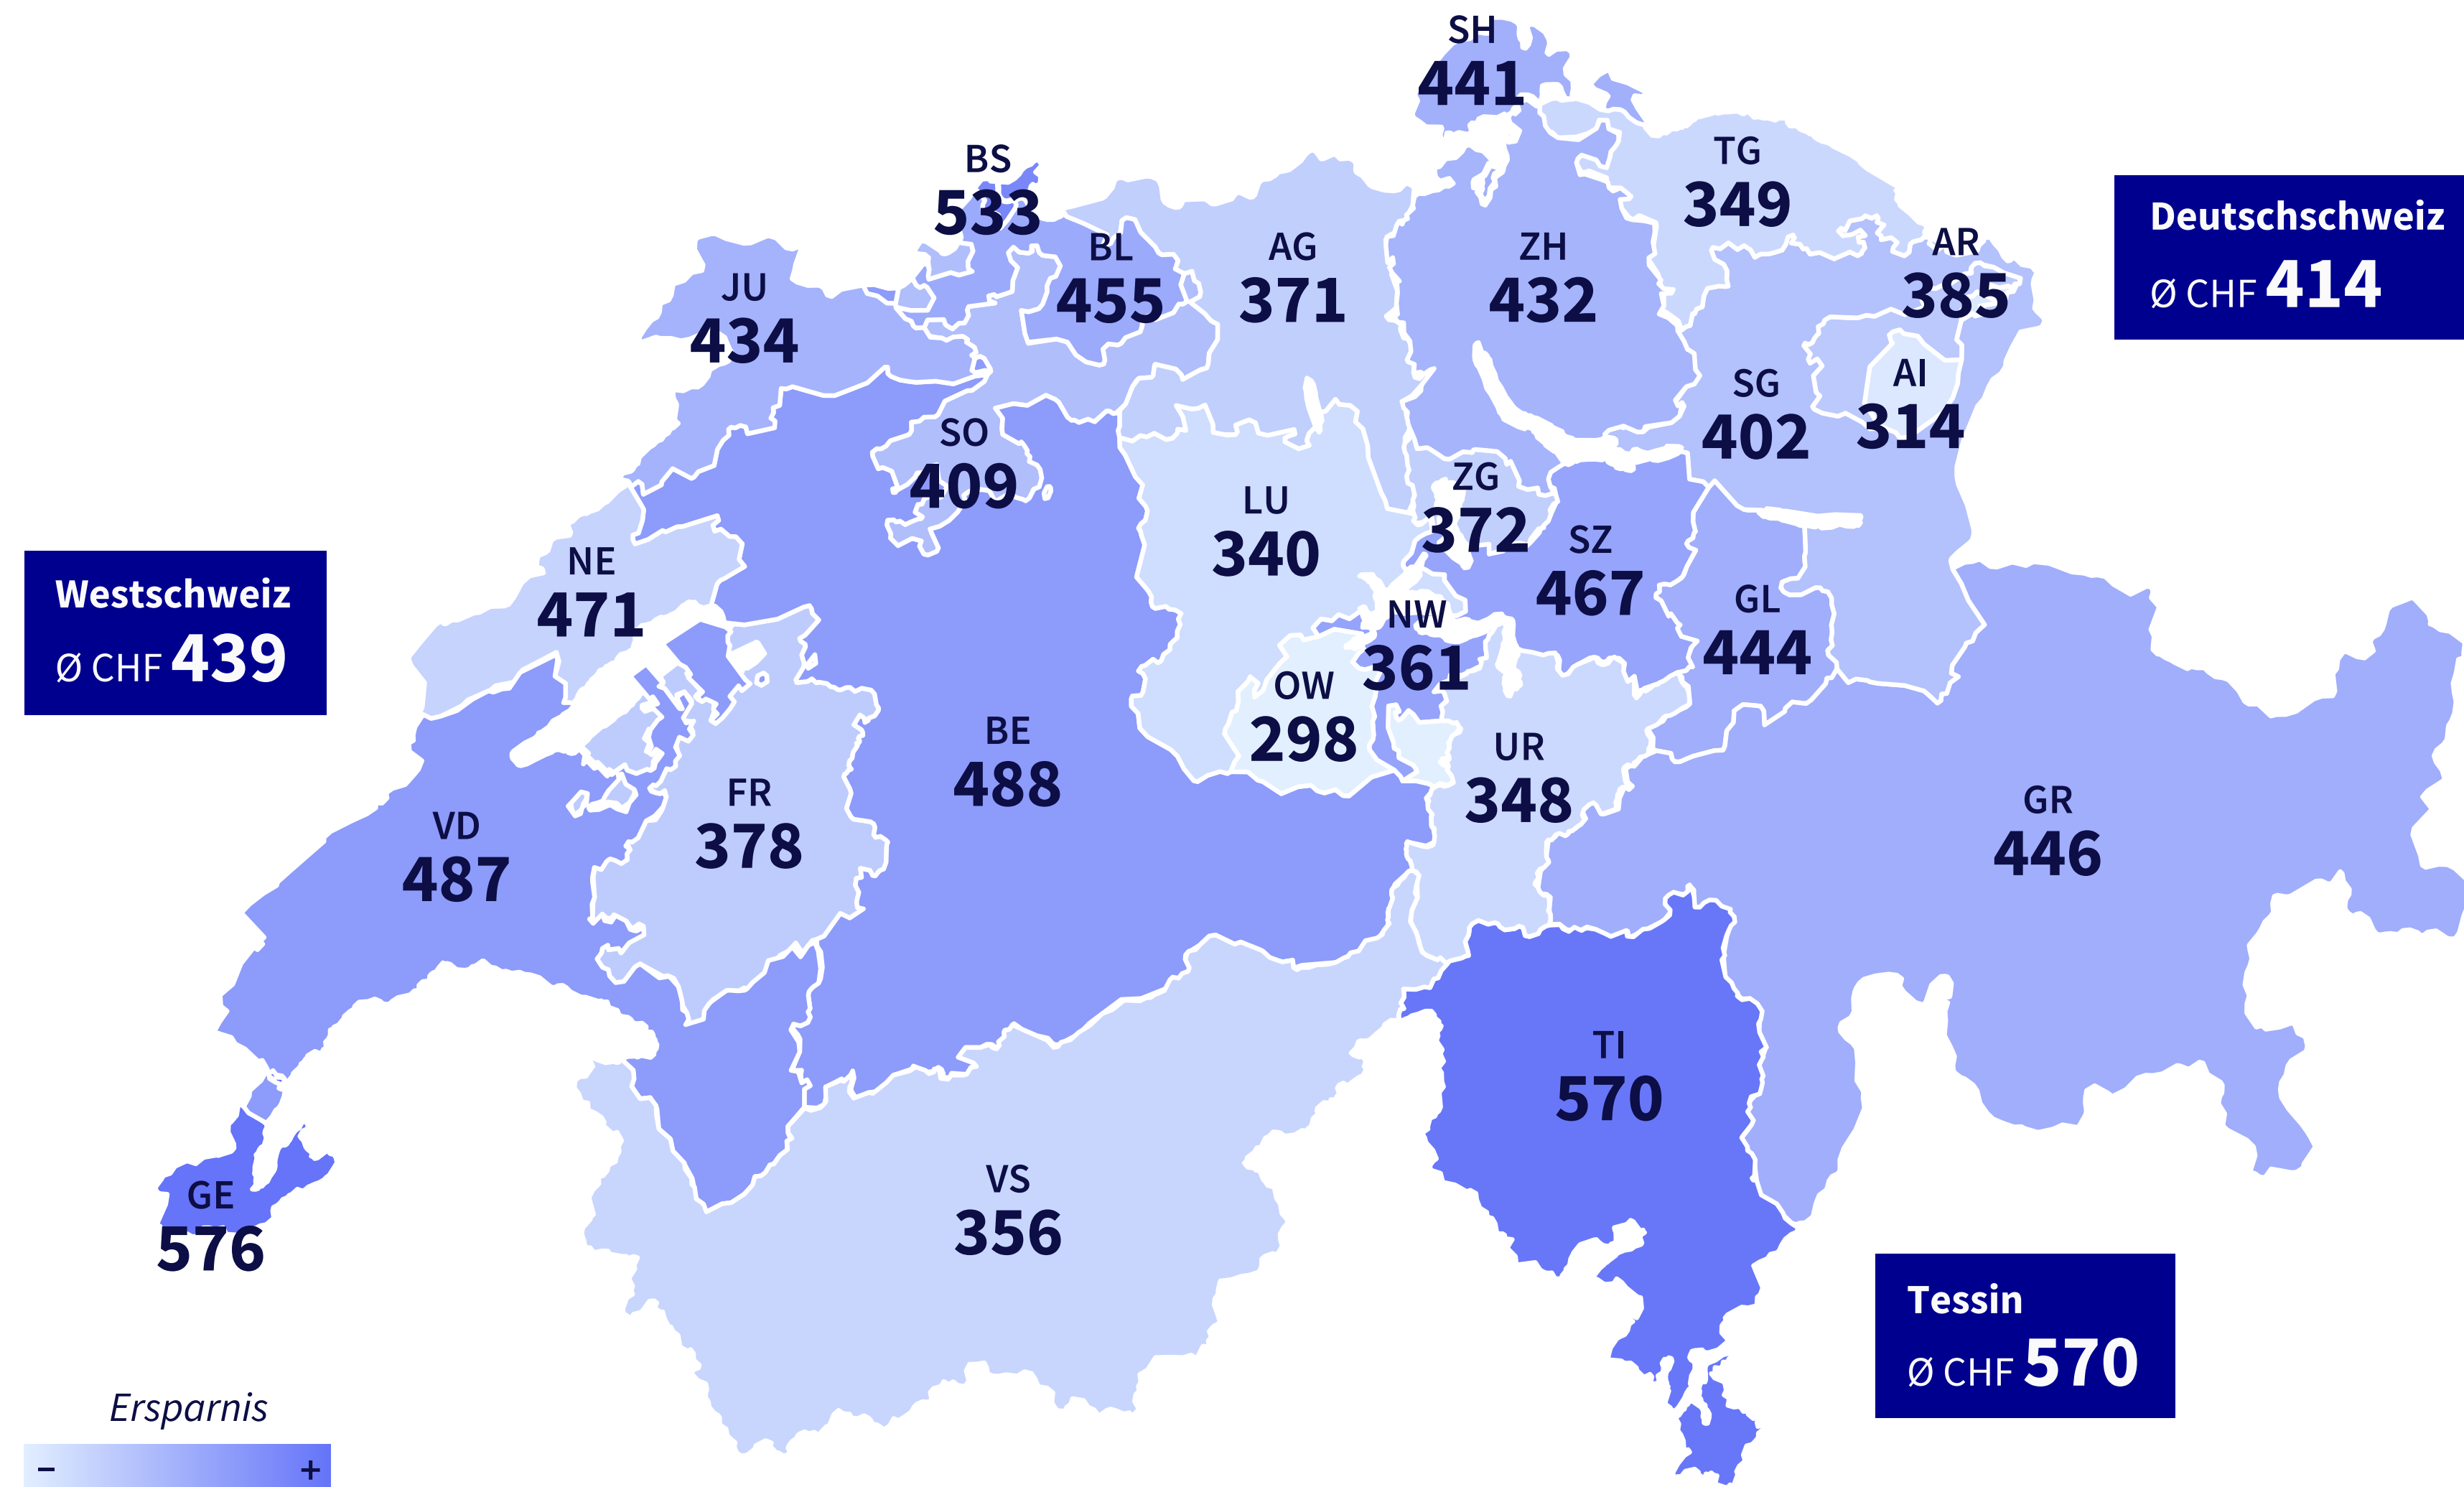 SH
441
BS
533
TG
349
Deutschschweiz
Ø CHF 414
BL
455
AG
371
ZH
432
AR
385
JU
434
SG
402
AI
314
SO
409
LU
340
ZG
372
SZ
467
NE
471
Westschweiz
Ø CHF 439
NW
361
GL
444
OW
298
BE
488
UR
348
FR
378
VD
487
GR
446
TI
570
VS
356
GE
576
Tessin
Ø CHF 570
Ersparnis
− +